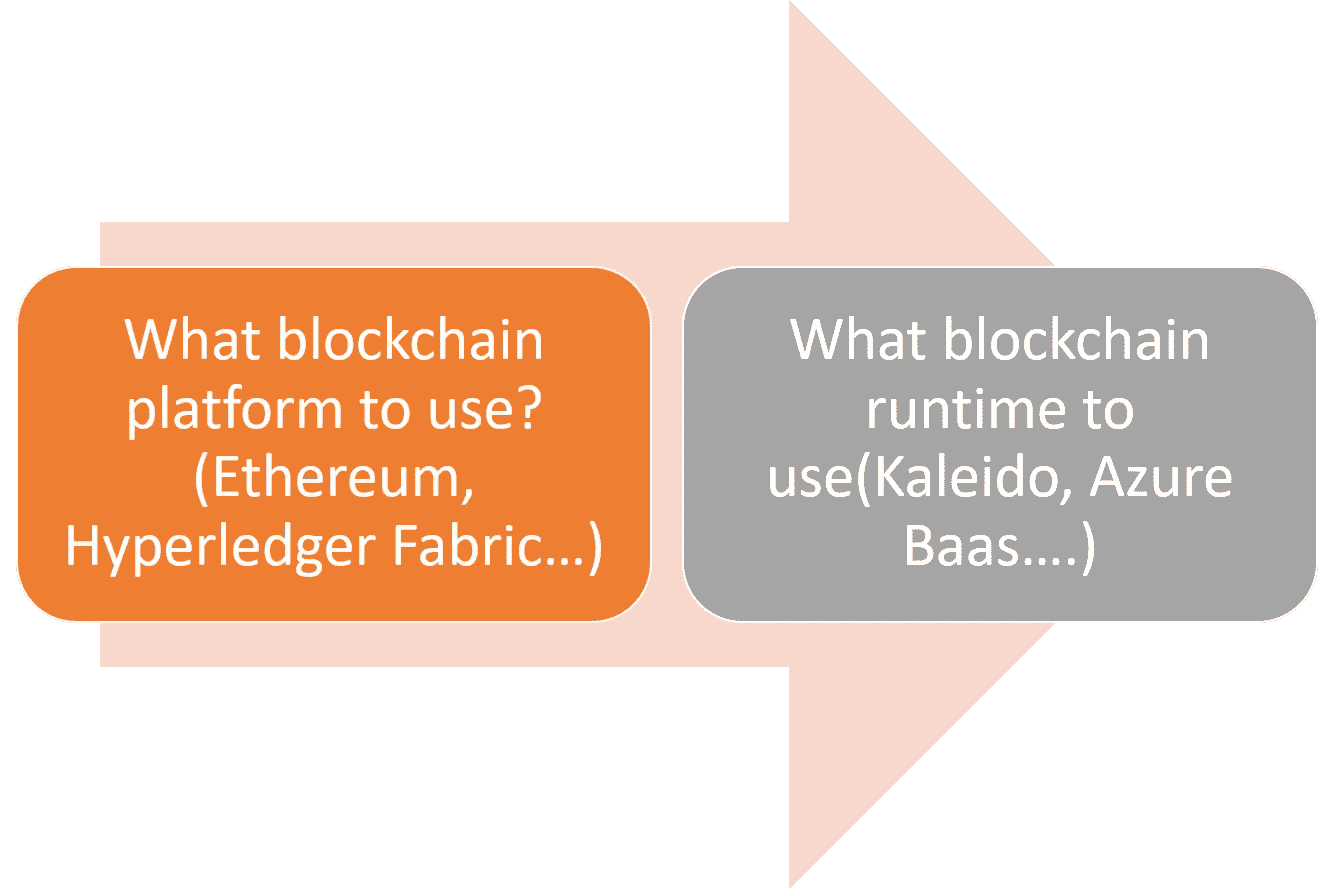 What blockchain
platform to use?
(Ethereum,
Hyperledger Fabric…)
What blockchain
runtime to
use(Kaleido, Azure
Baas….)